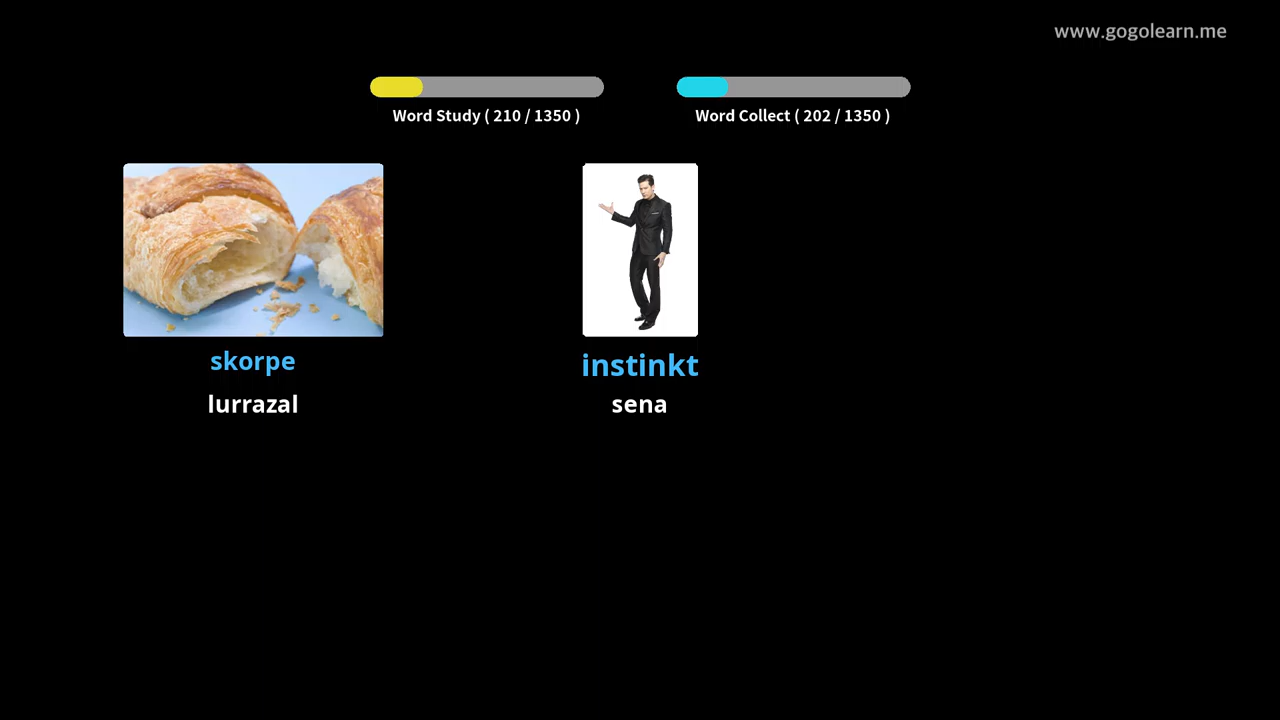 www.gogolearn.me
Word Study ( 210 / 1350 )
Word Collect ( 202 / 1350 )
skorpe
lurrazal
instinkt
sena